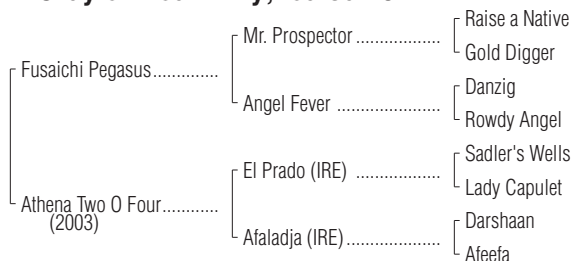 Raise a Native
Mr. Prospector ...................
Gold Digger
Fusaichi Pegasus..............
Danzig
Angel Fever ......................
Rowdy Angel
Sadler's Wells
El Prado (IRE) ..................
Lady Capulet
Athena Two O Four............
(2003)
Darshaan
Afaladja (IRE)....................
Afeefa